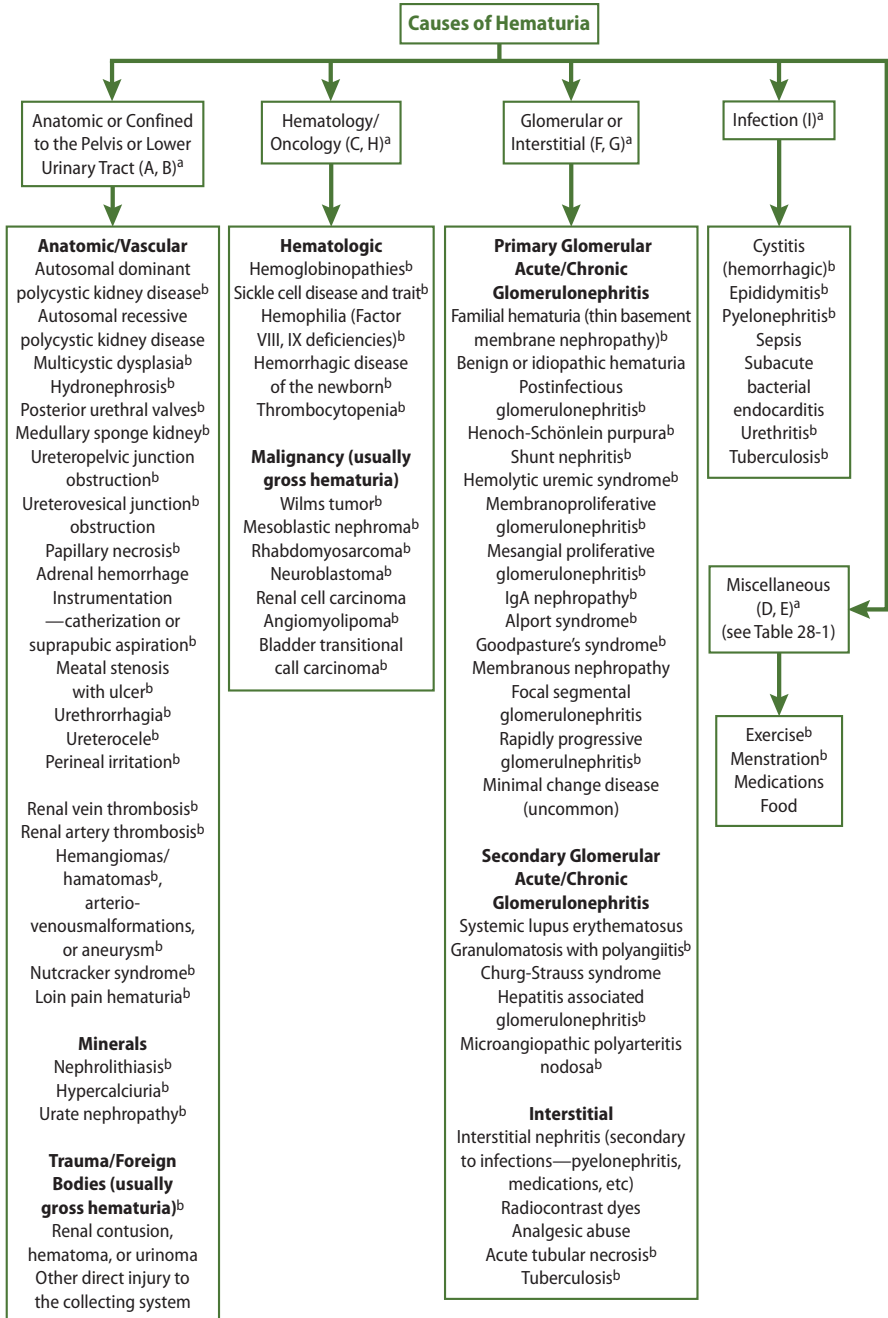 Causes of Hematuria
Anatomic or Confined
to the Pelvis or Lower
Urinary Tract (A, B)a
Hematology/
Oncology (C, H)a
Glomerular or
Interstitial (F, G)a
Infection (I)a
Anatomic/Vascular
Autosomal dominant
polycystic kidney diseaseb
Autosomal recessive
polycystic kidney disease
Multicystic dysplasiab
Hydronephrosisb
Posterior urethral valvesb
Medullary sponge kidneyb
Ureteropelvic junction
obstructionb
Ureterovesical junctionb
obstruction
Papillary necrosisb
Adrenal hemorrhage
Instrumentation
—catherization or
suprapubic aspirationb
Meatal stenosis
with ulcerb
Urethrorrhagiab
Ureteroceleb
Perineal irritationb
Renal vein thrombosisb
Renal artery thrombosisb
Hemangiomas/
hamatomasb,
arterio-
venousmalformations,
or aneurysmb
Nutcracker syndromeb
Loin pain hematuriab
Minerals
Nephrolithiasisb
Hypercalciuriab
Urate nephropathyb
Trauma/Foreign
Bodies (usually
gross hematuria)b
Renal contusion,
hematoma, or urinoma
Other direct injury to
the collecting system
Hematologic
Hemoglobinopathiesb
Sickle cell disease and traitb
Hemophilia (Factor
VIII, IX deficiencies)b
Hemorrhagic disease
of the newbornb
Thrombocytopeniab
Malignancy (usually
gross hematuria)
Wilms tumorb
Mesoblastic nephromab
Rhabdomyosarcomab
Neuroblastomab
Renal cell carcinoma
Angiomyolipomab
Bladder transitional
call carcinomab
Primary Glomerular
Acute/Chronic
Glomerulonephritis
Familial hematuria (thin basement
membrane nephropathy)b
Benign or idiopathic hematuria
Postinfectious
glomerulonephritisb
Henoch-Schönlein purpurab
Shunt nephritisb
Hemolytic uremic syndromeb
Membranoproliferative
glomerulonephritisb
Mesangial proliferative
glomerulonephritisb
IgA nephropathyb
Alport syndromeb
Goodpasture’s syndromeb
Membranous nephropathy
Focal segmental
glomerulonephritis
Rapidly progressive
glomerulnephritisb
Minimal change disease
(uncommon)
Secondary Glomerular
Acute/Chronic
Glomerulonephritis
Systemic lupus erythematosus
Granulomatosis with polyangiitisb
Churg-Strauss syndrome
Hepatitis associated
glomerulonephritisb
Microangiopathic polyarteritis
nodosab
Interstitial
Interstitial nephritis (secondary
to infections—pyelonephritis,
medications, etc)
Radiocontrast dyes
Analgesic abuse
Acute tubular necrosisb
Tuberculosisb
Cystitis
(hemorrhagic)b
Epididymitisb
Pyelonephritisb
Sepsis
Subacute
bacterial
endocarditis
Urethritisb
Tuberculosisb
Miscellaneous
(D, E)a
(see Table 28-1)
Exerciseb
Menstrationb
Medications
Food